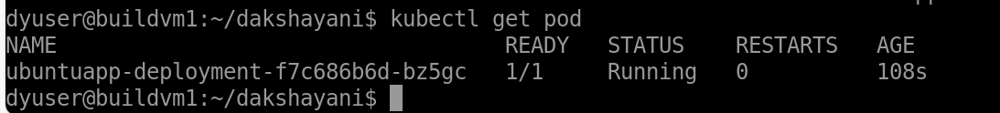 dyuser@buildvm1:~/dakshayani$ kubectl get pod
NAME READY STATUS RESTARTS AGE
ubuntuapp-deployment-f7c686b6d-bz5gc 1/1 Running 0 108s
dyuser@buildvm1:~/dakshayani$